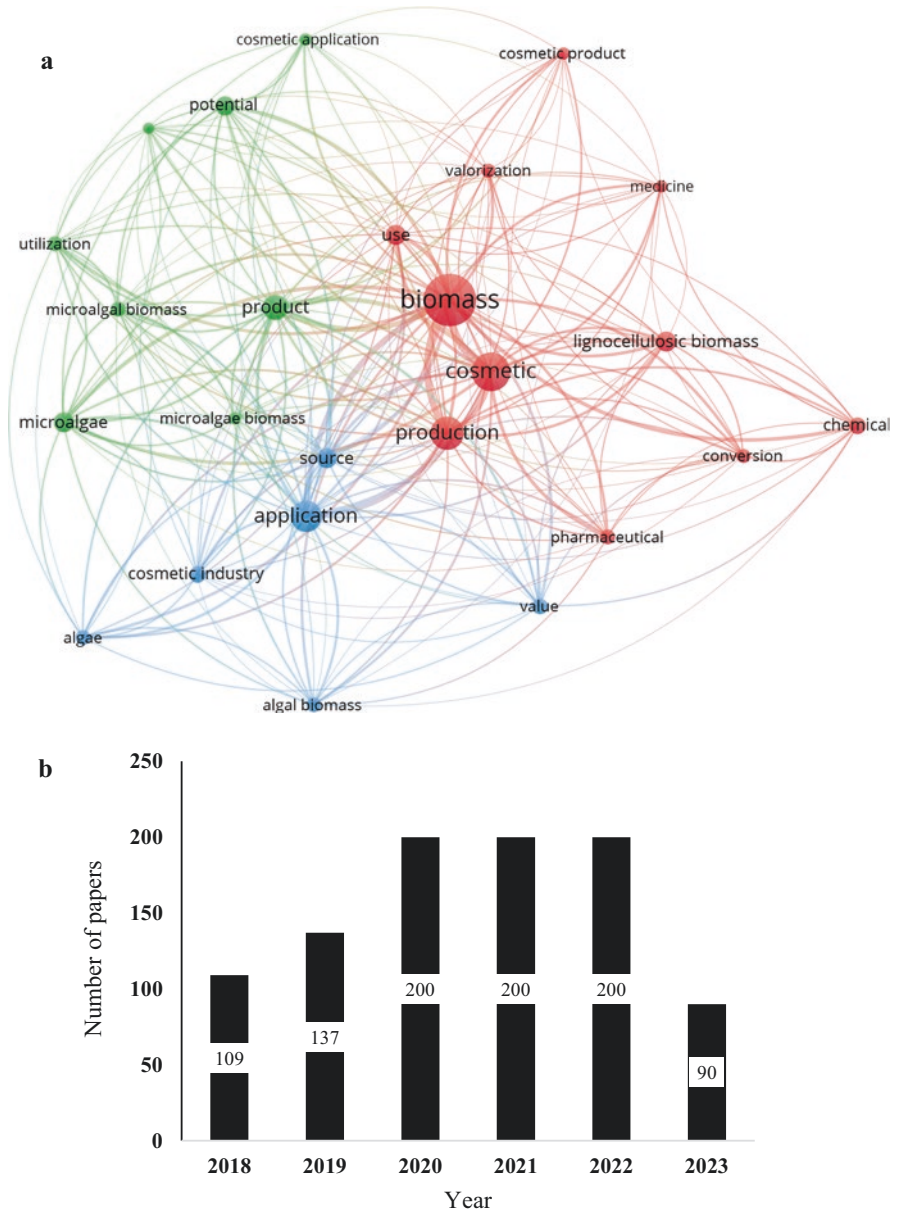 a
cosmetic application
cosmetic product
potential
valorization
medicine
use
utilization
biomass
microalgal biomass
product
lignocellulosic biomass
cosmetic
microalgae
microalgae biomass
production
chemical
source
conversion
application
pharmaceutical
cosmetic industry
value
algae
algal biomass
b
250
200
150
100
50
0
Number of papers
109
137
200
200
200
90
2018 2019 2020 2021 2022 2023
Year